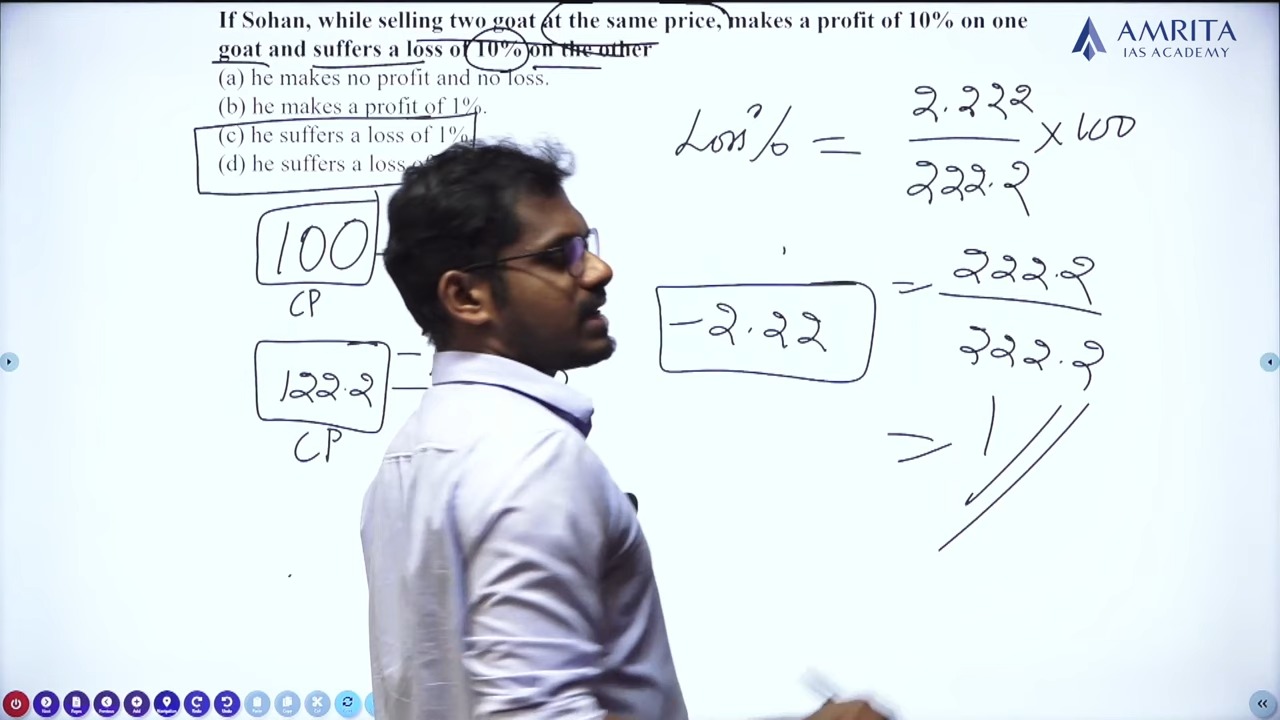 If Sohan, while selling two goat at the same price, makes a profit of 10% on one
goat and suffers a loss of 10% on the other
(a) he makes no profit and no loss.
(b) he makes a profit of 1%.
(c) he suffers a loss of 1%
(d) he suffers a loss
AMRITA
IAS ACADEMY
Loss% = 2.222 / 222.2 × 100
= 222.2 / 222.2
= 1
-2.22
100
CP
122.2
CP